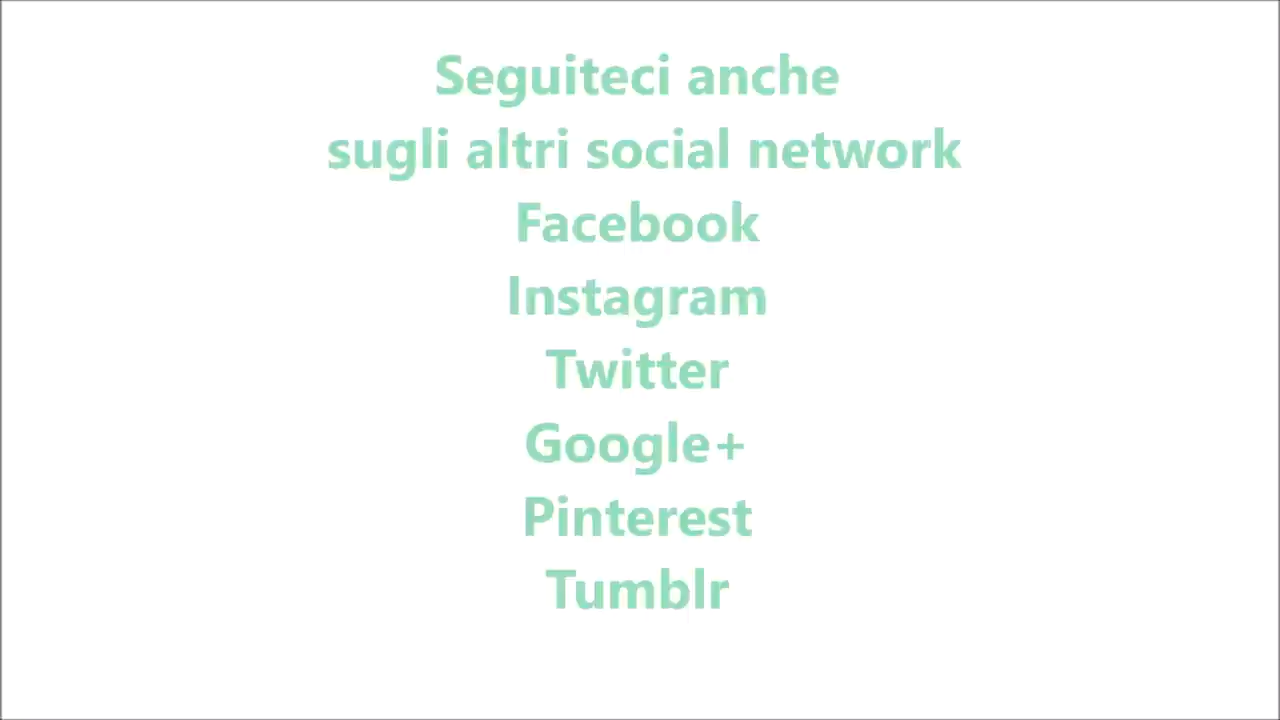 Seguiteci anche
sugli altri social network
Facebook
Instagram
Twitter
Google+
Pinterest
Tumblr